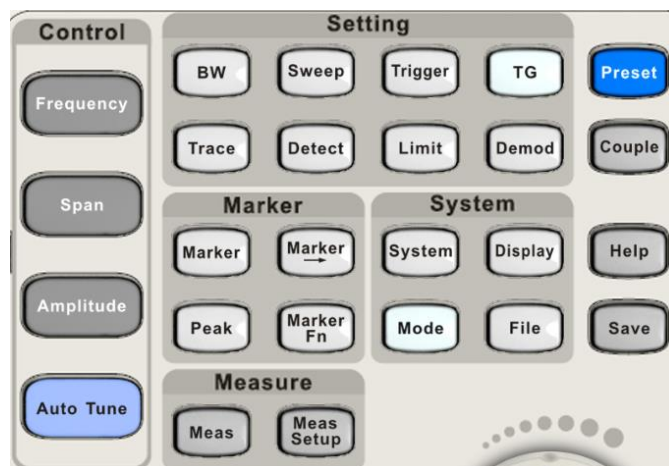 Control
Frequency
Span
Amplitude
Auto Tune
Setting
BW
Sweep
Trigger
TG
Trace
Detect
Limit
Demod
Marker
Marker
Marker
→
Peak
Marker
Fn
System
System
Display
Mode
File
Measure
Meas
Meas
Setup
Preset
Couple
Help
Save